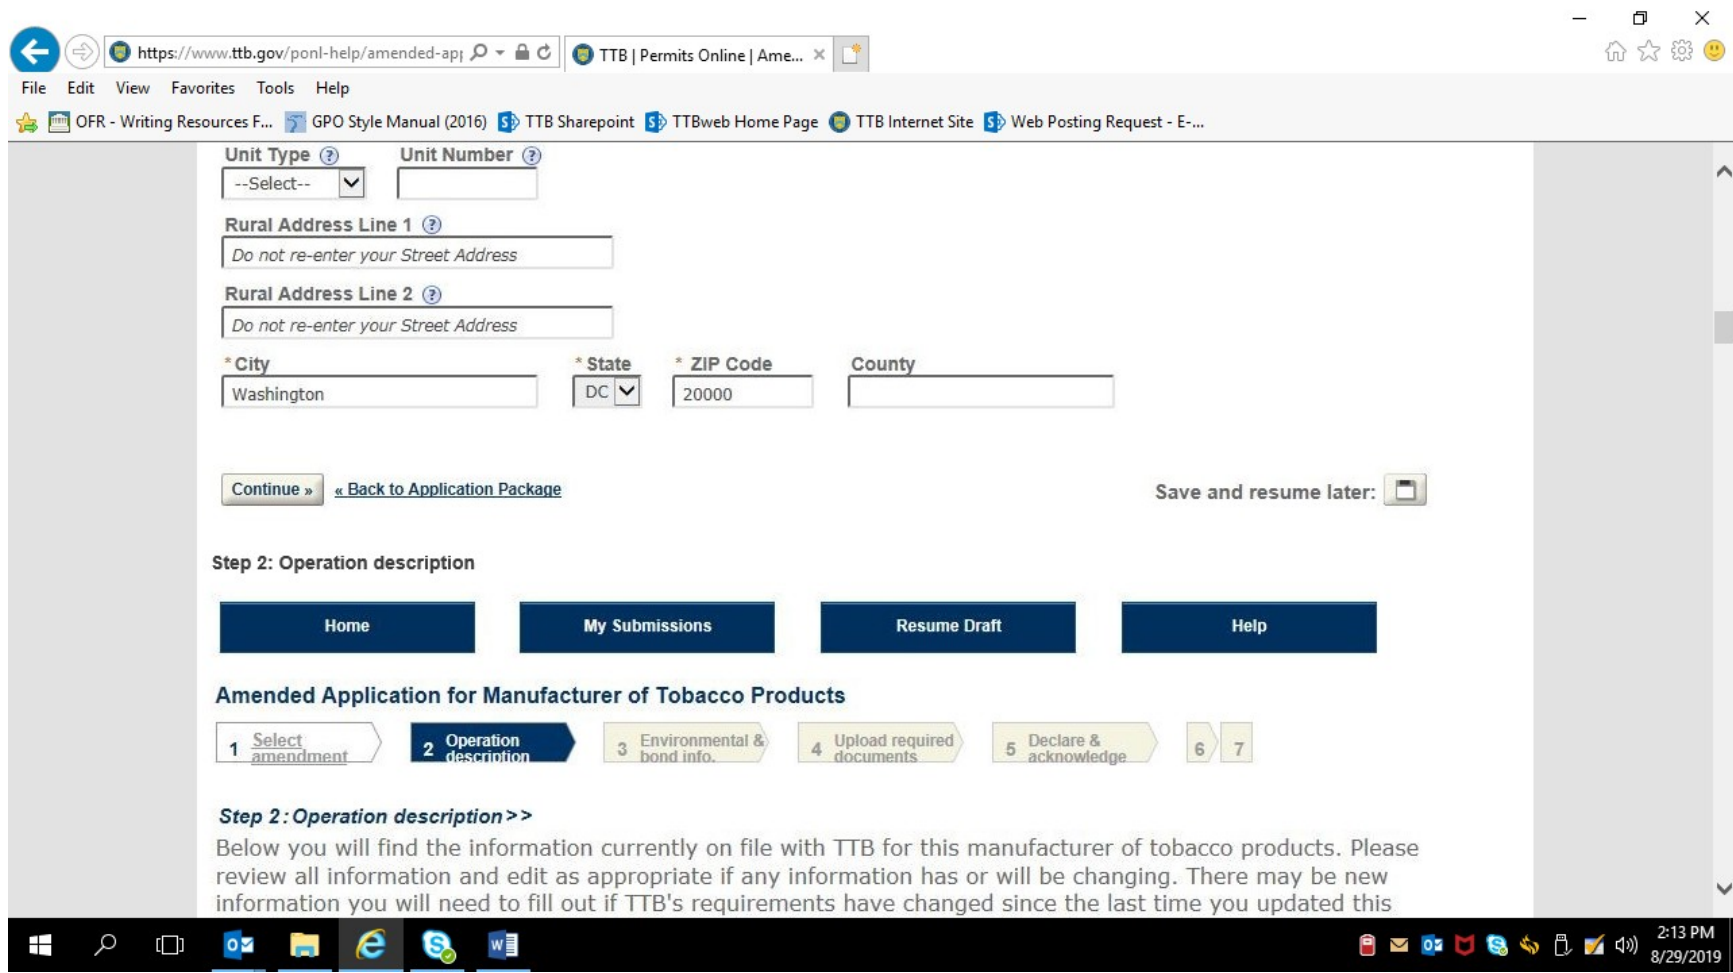 https://www.ttb.gov/ponl-help/amended-ap
TTB | Permits Online | Ame...
File Edit View Favorites Tools Help
OFR - Writing Resources F... GPO Style Manual (2016) TTB Sharepoint TTBweb Home Page TTB Internet Site Web Posting Request - E-...
Unit Type ? Unit Number ?
--Select--
Rural Address Line 1 ?
Do not re-enter your Street Address
Rural Address Line 2 ?
Do not re-enter your Street Address
* City * State * ZIP Code County
Washington DC 20000
Continue » « Back to Application Package Save and resume later:
Step 2: Operation description
Home My Submissions Resume Draft Help
Amended Application for Manufacturer of Tobacco Products
1 Select amendment 2 Operation description 3 Environmental & bond info. 4 Upload required documents 5 Declare & acknowledge 6 7
Step 2: Operation description>>
Below you will find the information currently on file with TTB for this manufacturer of tobacco products. Please
review all information and edit as appropriate if any information has or will be changing. There may be new
information you will need to fill out if TTB's requirements have changed since the last time you updated this
2:13 PM
8/29/2019